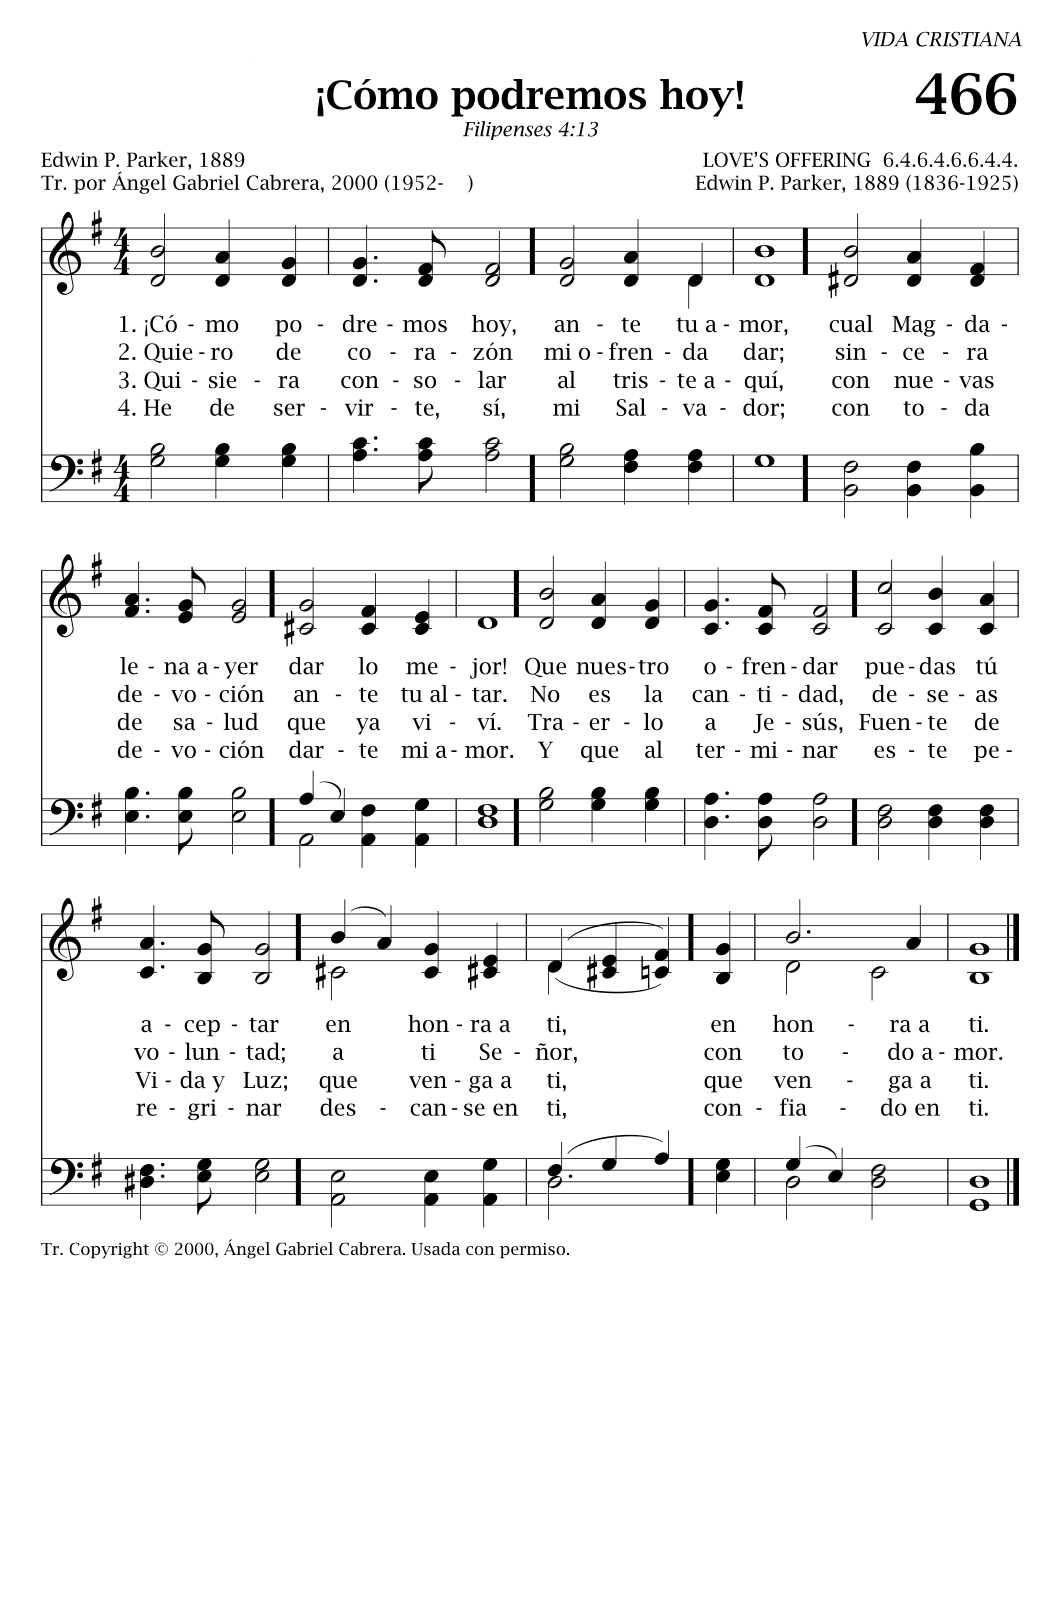 VIDA CRISTIANA
¡Cómo podremos hoy!
466
Filipenses 4:13
Edwin P. Parker, 1889
LOVE'S OFFERING 6.4.6.4.6.6.4.4.
Tr. por Ángel Gabriel Cabrera, 2000 (1952- )
Edwin P. Parker, 1889 (1836-1925)
1. ¡Có - mo po - dre - mos hoy, an - te tu a - mor, cual Mag - da -
2. Quie - ro de co - ra - zón mi o - fren - da dar; sin - ce - ra
3. Qui - sie - ra con - so - lar al tris - te a - quí, con nue - vas
4. He de ser - vir - te, sí, mi Sal - va - dor; con to - da
le - na a - yer dar lo me - jor! Que nues - tro o - fren - dar pue - das tú
de - vo - ción an - te tu al - tar. No es la can - ti - dad, de - se - as
de sa - lud que ya vi - ví. Tra - er - lo a Je - sús, Fuen - te de
de - vo - ción dar - te mi a - mor. Y que al ter - mi - nar es - te pe -
a - cep - tar en hon - ra a ti, en hon - ra a ti.
vo - lun - tad; a ti Se - ñor, con to - do a - mor.
Vi - da y Luz; que ven - ga a ti, que ven - ga a ti.
re - gri - nar des - can - se en ti, con - fia - do en ti.
Tr. Copyright © 2000, Ángel Gabriel Cabrera. Usada con permiso.